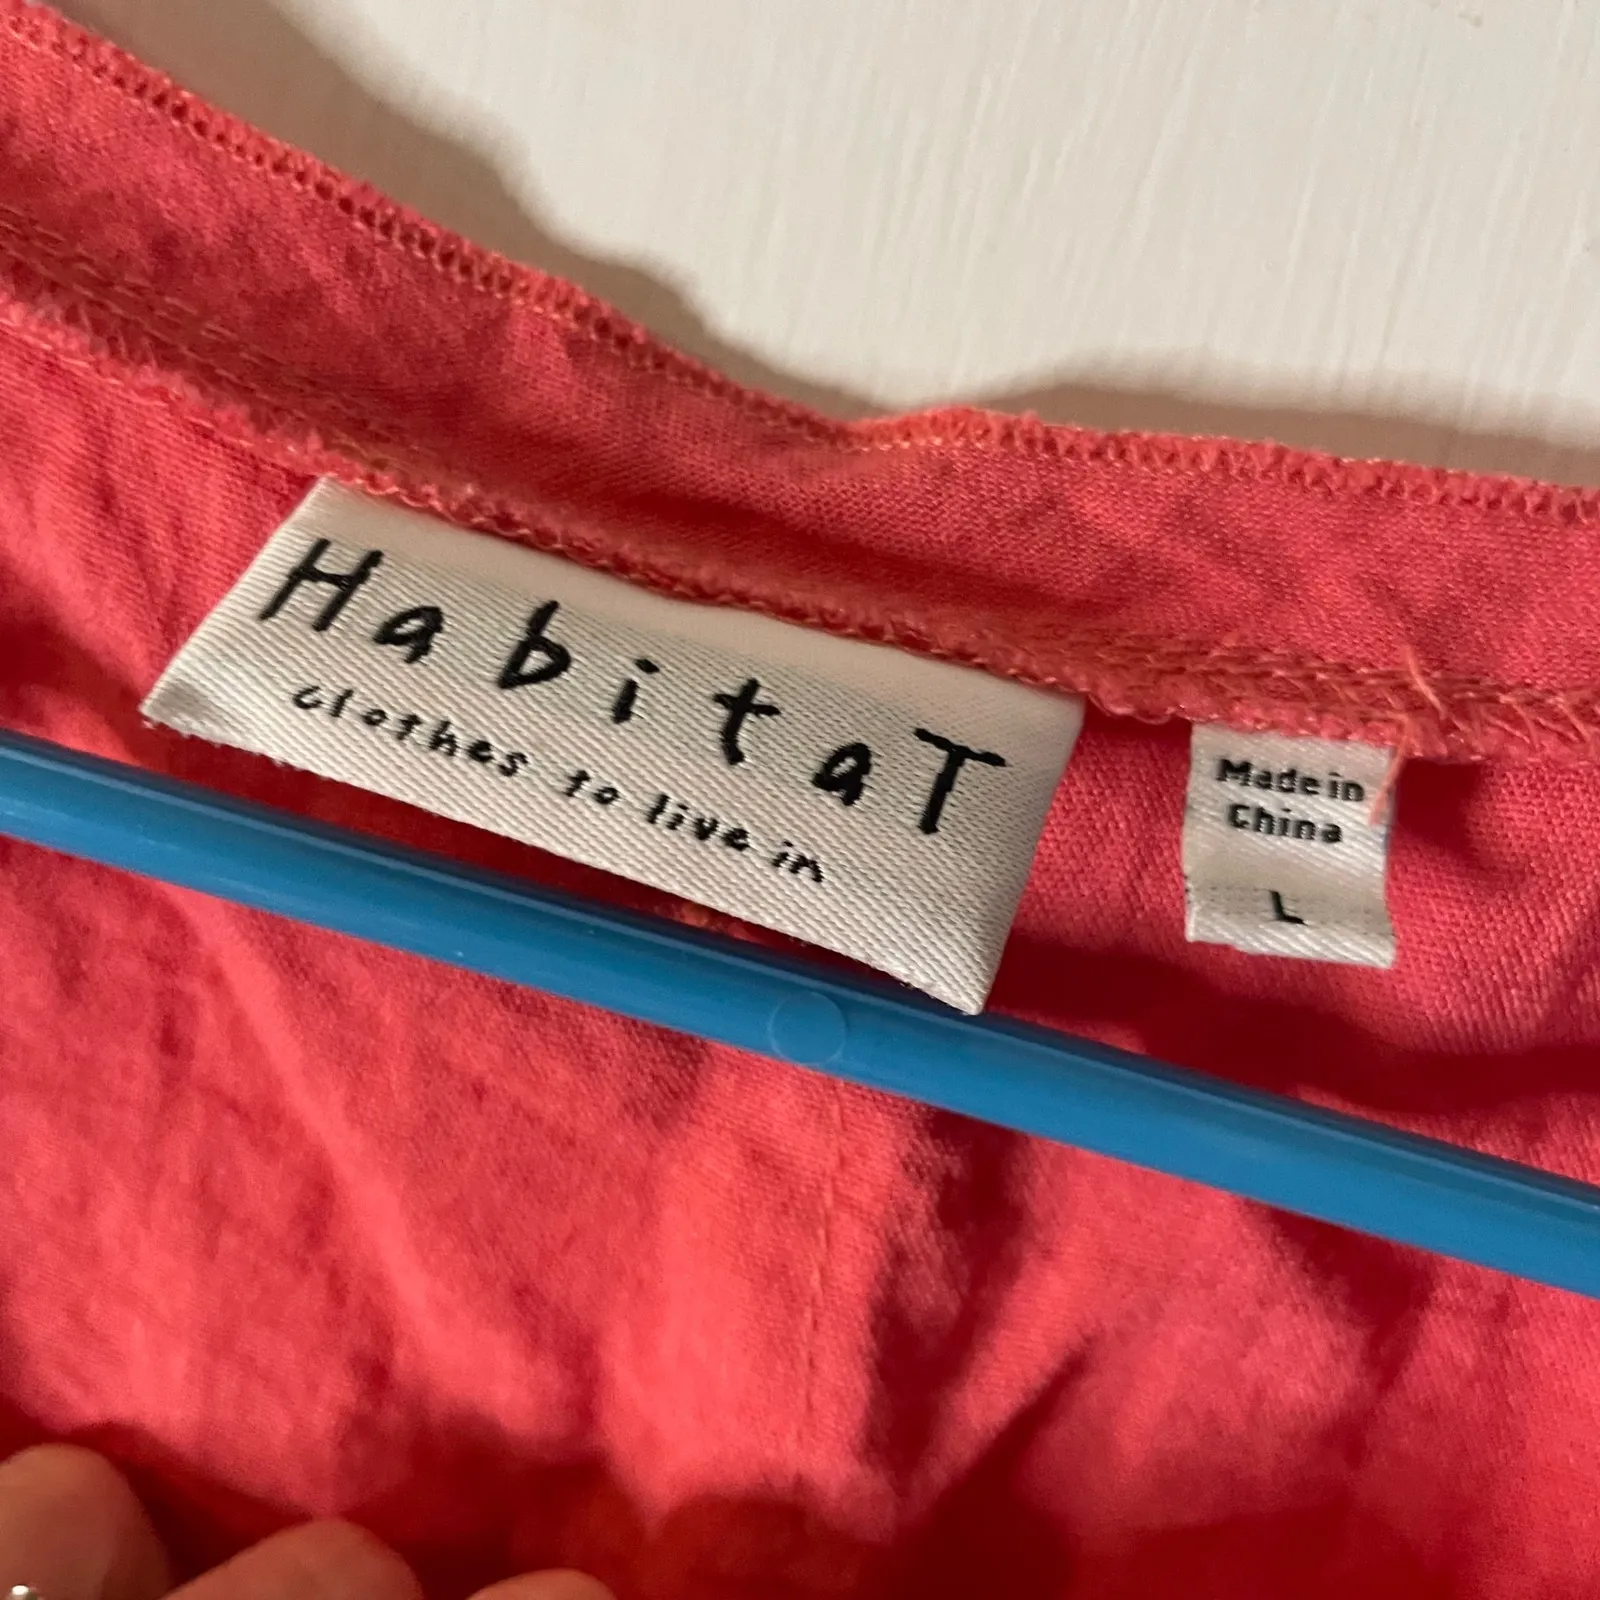 HabitaT
clothes to live in
Made in
China
L